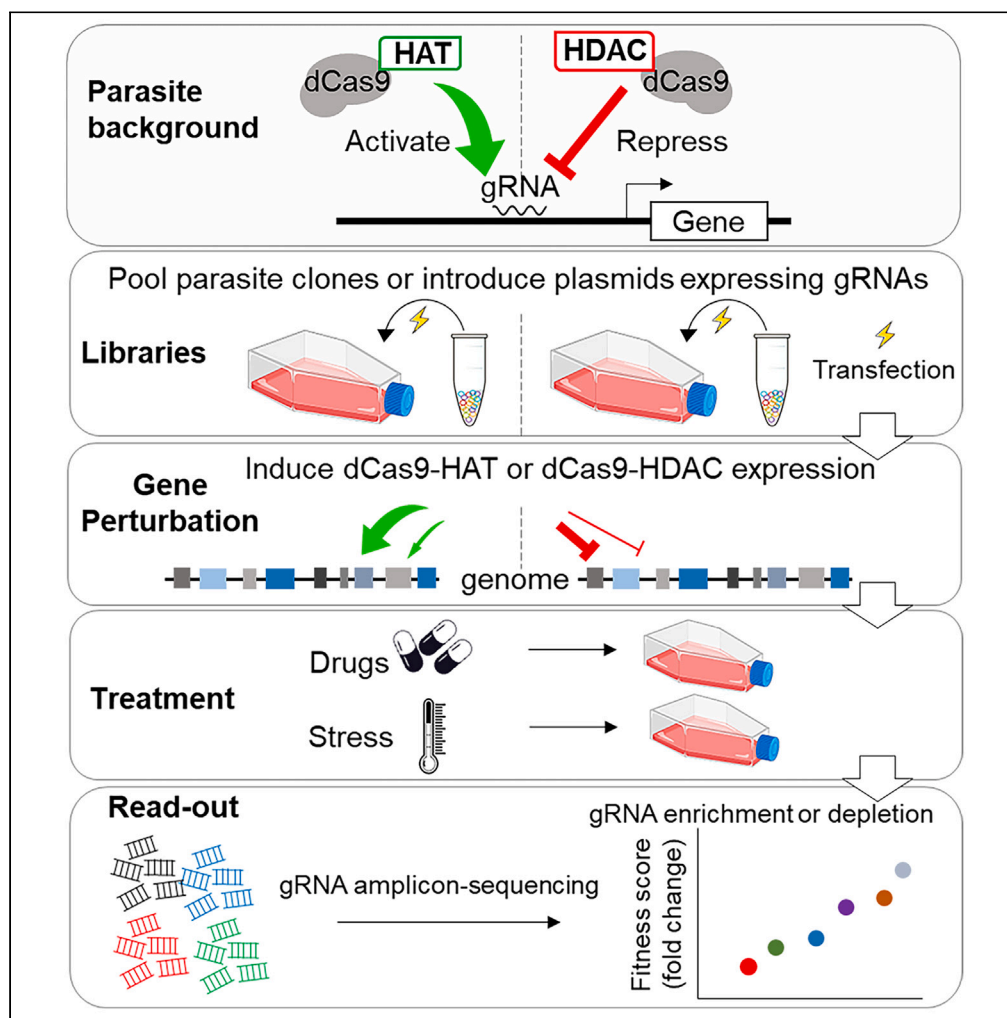 HAT
HDAC
dCas9
dCas9
Parasite
background
Activate
Repress
gRNA
Gene
Pool parasite clones or introduce plasmids expressing gRNAs
Libraries
Transfection
Induce dCas9-HAT or dCas9-HDAC expression
Gene
Perturbation
genome
Drugs
Treatment
Stress
Read-out
gRNA enrichment or depletion
gRNA amplicon-sequencing
Fitness score
(fold change)